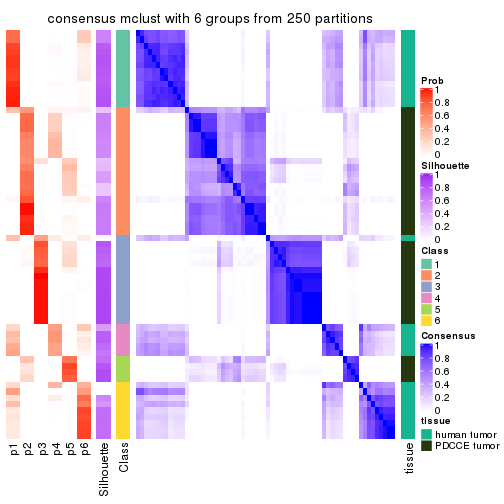 consensus mclust with 6 groups from 250 partitions
Prob
1
0.8
0.6
0.4
0.2
0
Silhouette
1
0.8
0.6
0.4
0.2
0
Class
1
2
3
4
5
6
Consensus
1
0.8
0.6
0.4
0.2
0
tissue
human tumor
PDCCE tumor
p1
p2
p3
p4
p5
p6
Silhouette
Class
tissue